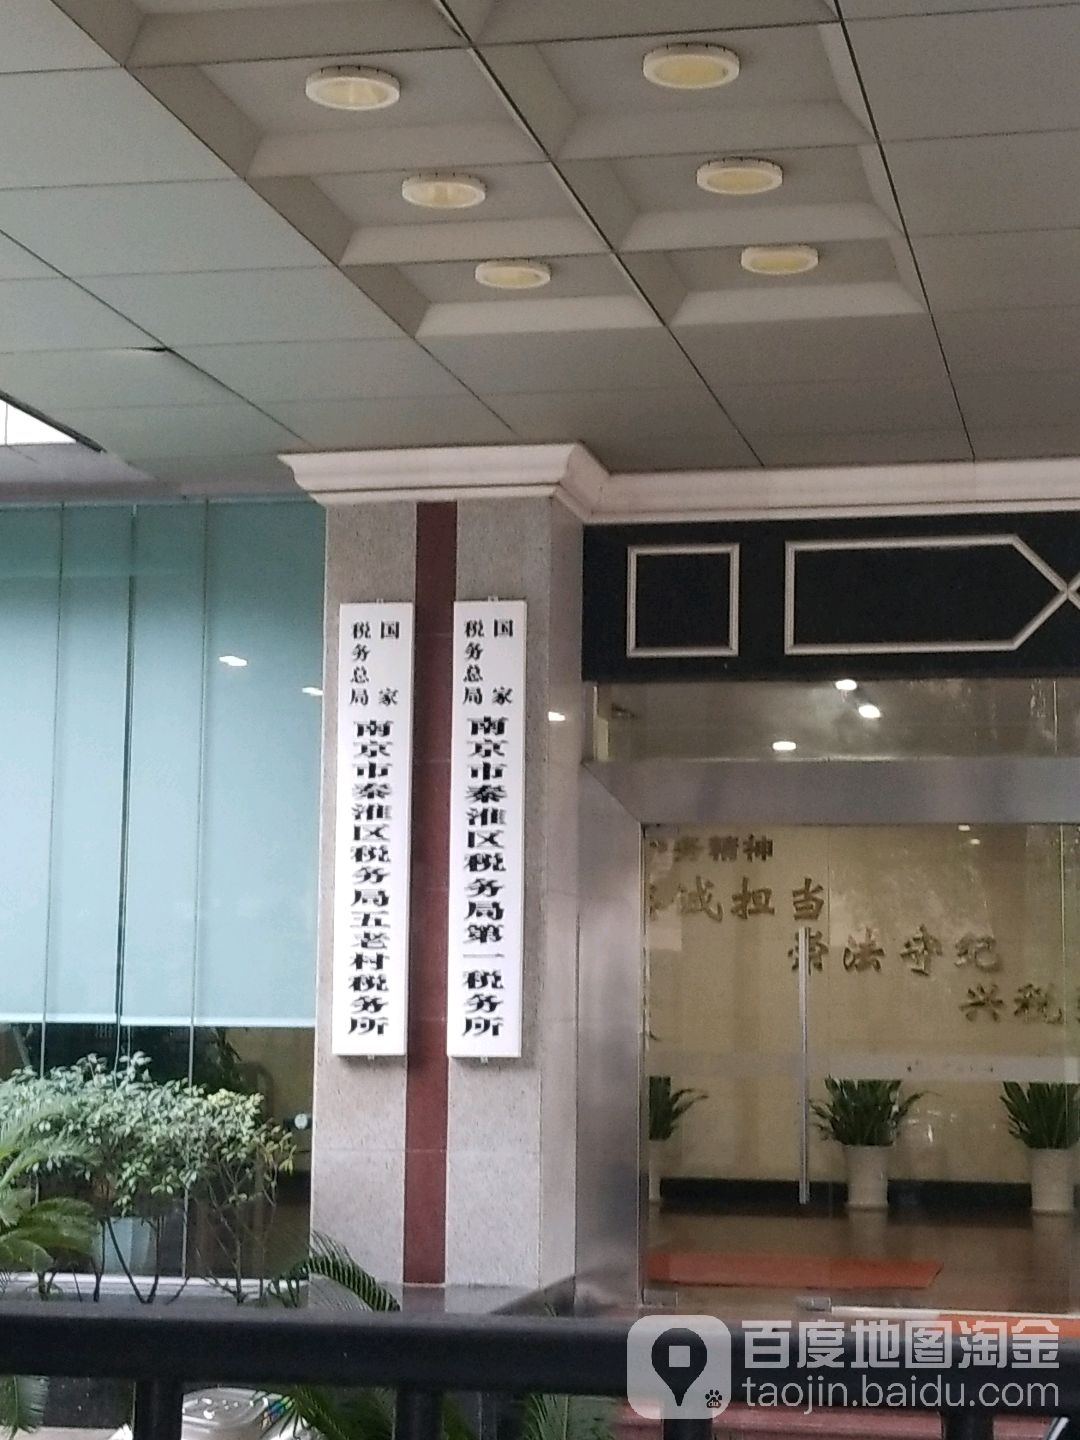 国家税务总局南京市秦淮区税务局第一税务所
国家税务总局南京市秦淮区税务局五老村税务所
务精神
诚担当
崇法守纪
兴税
百度地图淘金
taojin.baidu.com